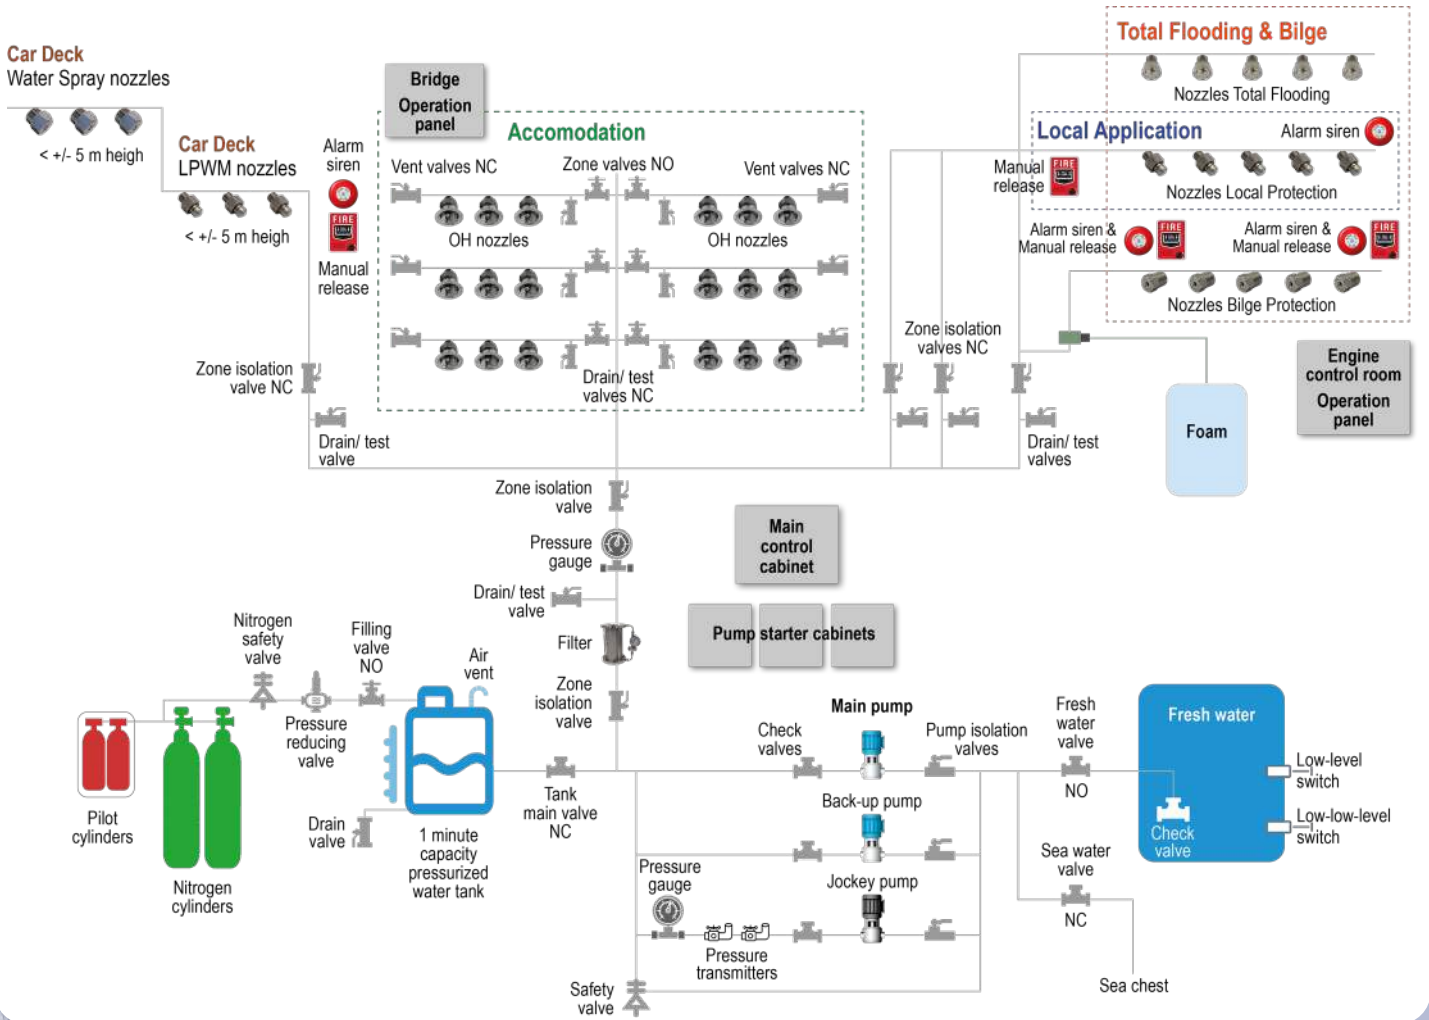 Car Deck
Water Spray nozzles
< +/- 5 m heigh
Car Deck
LPWM nozzles
< +/- 5 m heigh
Alarm
siren
FIRE
Manual
release
Bridge
Operation
panel
Accomodation
Vent valves NC
Zone valves NO
Vent valves NC
OH nozzles
OH nozzles
Drain/ test
valves NC
Total Flooding & Bilge
Nozzles Total Flooding
Local Application
Alarm siren
Manual
release
FIRE
Nozzles Local Protection
Alarm siren &
Manual release
FIRE
Alarm siren &
Manual release
FIRE
Nozzles Bilge Protection
Zone isolation
valves NC
Engine
control room
Operation
panel
Foam
Zone isolation
valve NC
Drain/ test
valve
Drain/ test
valves
Zone isolation
valve
Pressure
gauge
Drain/ test
valve
Filter
Zone
isolation
valve
Main
control
cabinet
Pump starter cabinets
Nitrogen
safety
valve
Filling
valve
NO
Air
vent
Pressure
reducing
valve
Pilot
cylinders
Nitrogen
cylinders
Drain
valve
1 minute
capacity
pressurized
water tank
Tank
main valve
NC
Check
valves
Main pump
Pump isolation
valves
Back-up pump
Jockey pump
Pressure
gauge
Pressure
transmitters
Safety
valve
Fresh
water
valve
NO
Sea water
valve
NC
Sea chest
Fresh water
Check
valve
Low-level
switch
Low-low-level
switch